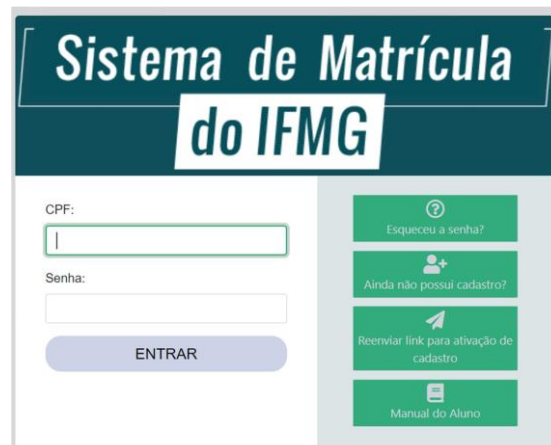 Sistema de Matrícula
do IFMG
CPF:
Senha:
ENTRAR
Esqueceu a senha?
Ainda não possui cadastro?
Reenviar link para ativação de
cadastro
Manual do Aluno